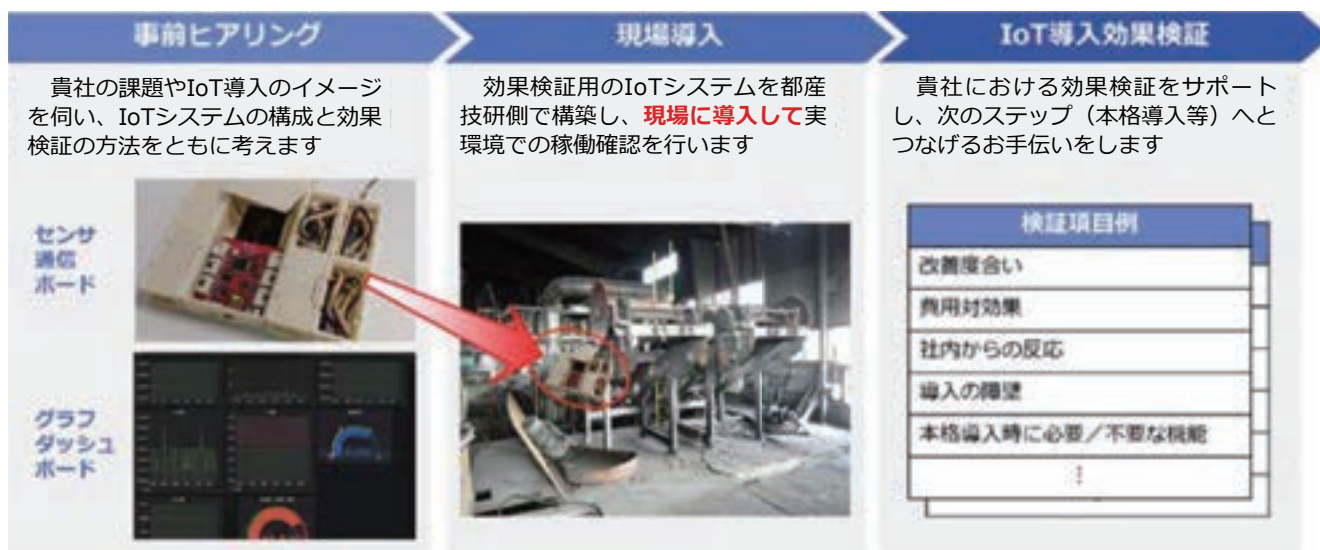 事前ヒアリング
貴社の課題やIoT導入のイメージ
を伺い、IoTシステムの構成と効果
検証の方法をともに考えます
センサ
通信
ボード
グラフ
ダッシュ
ボード
現場導入
効果検証用のIoTシステムを都産
技研側で構築し、現場に導入して実
環境での稼働確認を行います
IoT導入効果検証
貴社における効果検証をサポート
し、次のステップ（本格導入等）へと
つなげるお手伝いをします
検証項目例
改善度合い
費用対効果
社内からの反応
導入の障壁
本格導入時に必要／不要な機能
⋮